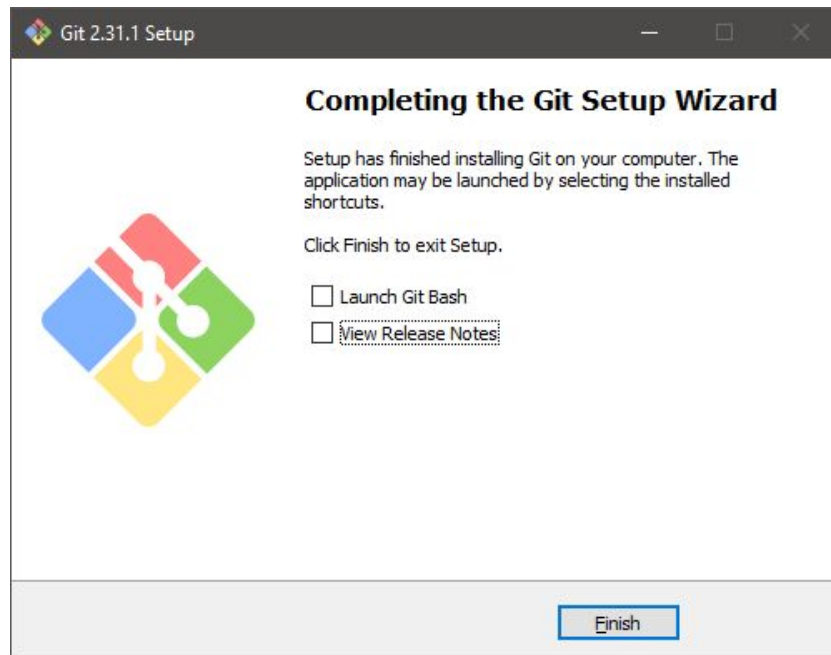 Git 2.31.1 Setup
Completing the Git Setup Wizard
Setup has finished installing Git on your computer. The
application may be launched by selecting the installed
shortcuts.
Click Finish to exit Setup.
Launch Git Bash
View Release Notes
Finish